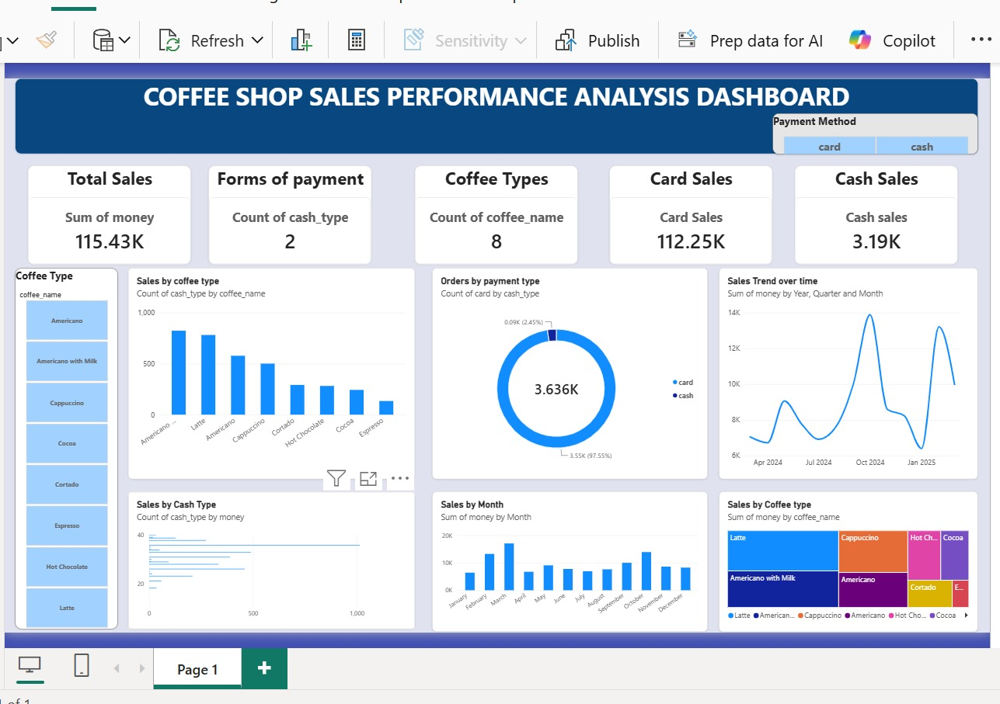 Refresh
Sensitivity
Publish
Prep data for AI
Copilot
COFFEE SHOP SALES PERFORMANCE ANALYSIS DASHBOARD
Payment Method
card
cash
Total Sales
Sum of money
115.43K
Forms of payment
Count of cash_type
2
Coffee Types
Count of coffee_name
8
Card Sales
Card Sales
112.25K
Cash Sales
Cash sales
3.19K
Coffee Type
coffee_name
Americano
Americano with Milk
Cappuccino
Cocoa
Cortado
Espresso
Hot Chocolate
Latte
Sales by coffee type
Count of cash_type by coffee_name
1,000
500
0
Americano ...
Latte
Americano
Cappuccino
Cortado
Hot Chocolate
Cocoa
Espresso
Orders by payment type
Count of card by cash_type
0.09K (2.45%)
3.636K
3.55K (97.55%)
card
cash
Sales Trend over time
Sum of money by Year, Quarter and Month
14K
12K
10K
8K
6K
Apr 2024
Jul 2024
Oct 2024
Jan 2025
Sales by Cash Type
Count of cash_type by money
40
20
0
500
1,000
Sales by Month
Sum of money by Month
20K
10K
0K
January
February
March
April
May
June
July
August
September
October
November
December
Sales by Coffee type
Sum of money by coffee_name
Latte
Americano with Milk
Cappuccino
Americano
Hot Ch...
Cocoa
Cortado
E...
Latte
American...
Cappuccino
Americano
Hot Cho...
Cocoa
Page 1